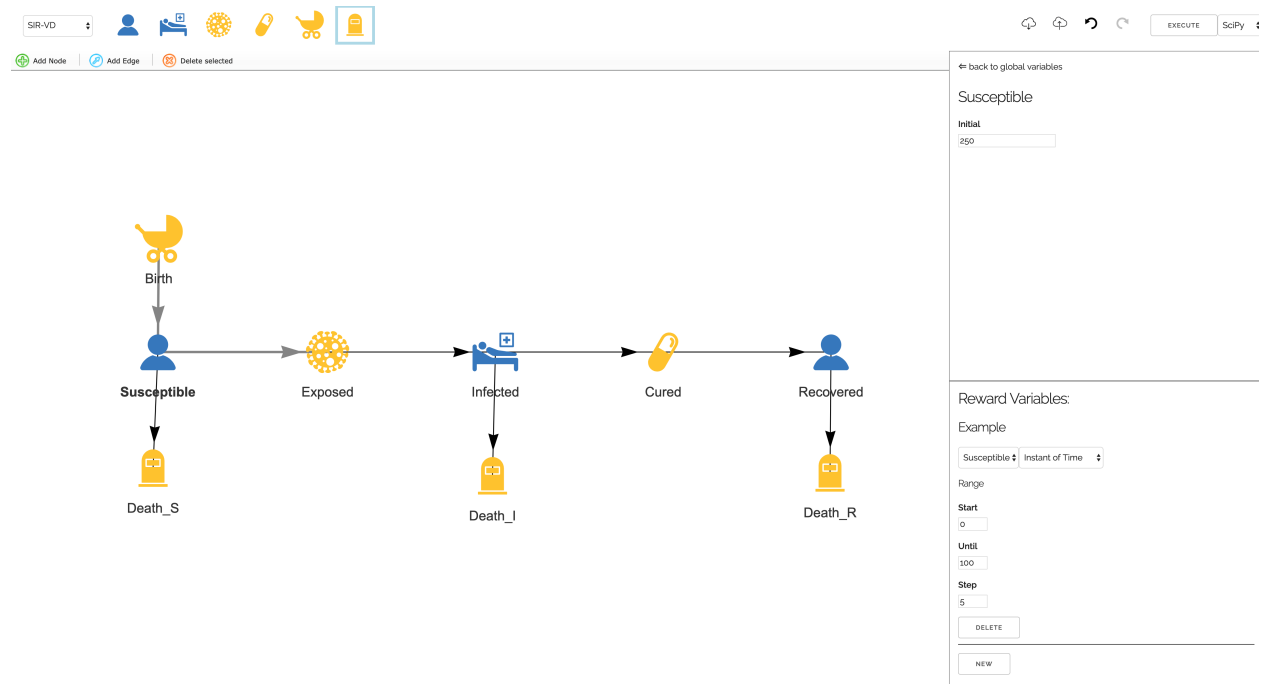 SIR-VD
EXECUTE SciPy
Add Node Add Edge Delete selected
⇐ back to global variables
Susceptible
Initial
250
Birth
Susceptible Exposed Infected Cured Recovered
Death_S Death_I Death_R
Reward Variables:
Example
Susceptible Instant of Time
Range
Start
0
Until
100
Step
5
DELETE
NEW